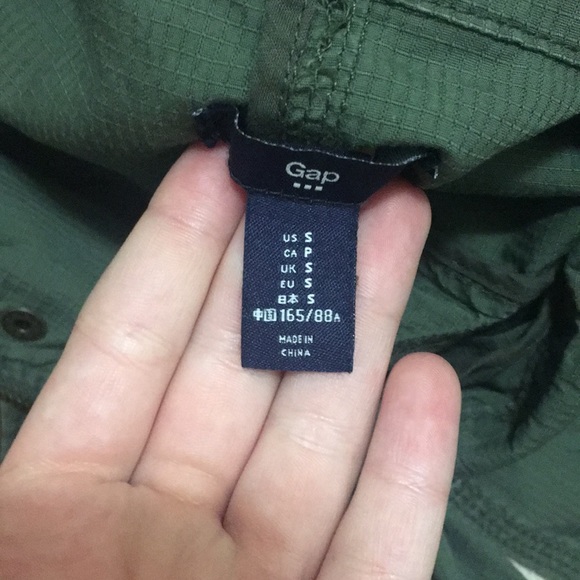 Gap
US S
CA P
UK S
EU S
日本 S
中国 165/88A
MADE IN
CHINA